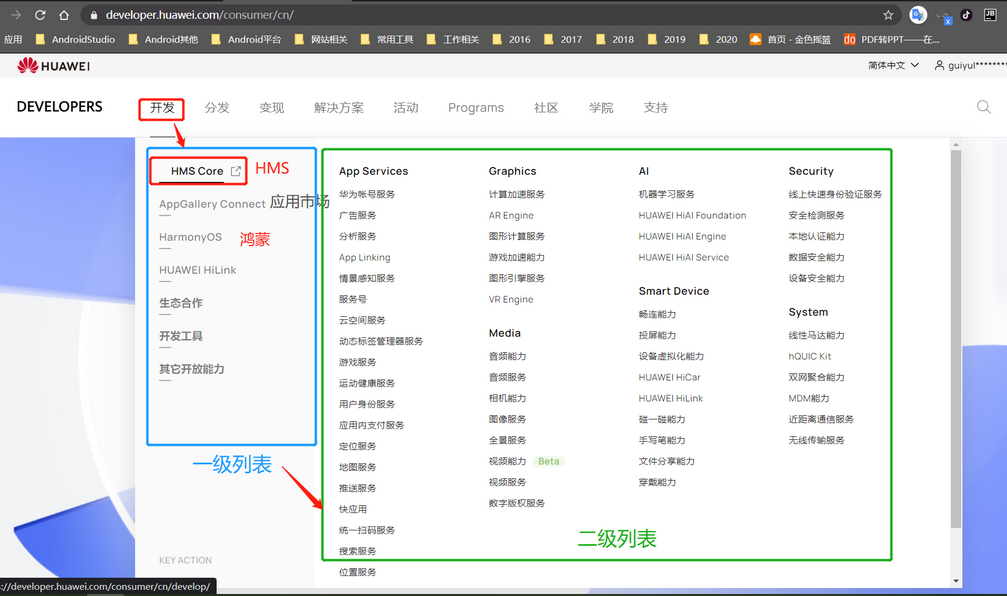 developer.huawei.com/consumer/cn/
应用 AndroidStudio Android其他 Android平台 网站相关 常用工具 工作相关 2016 2017 2018 2019 2020 首页 - 金色摇篮 PDF转PPT——在...
HUAWEI 简体中文 guiyul********
DEVELOPERS 开发 分发 变现 解决方案 活动 Programs 社区 学院 支持
HMS Core HMS
AppGallery Connect 应用市场
HarmonyOS 鸿蒙
HUAWEI HiLink
生态合作
开发工具
其它开放能力
一级列表
KEY ACTION
App Services
华为帐号服务
广告服务
分析服务
App Linking
情景感知服务
服务号
云空间服务
动态标签管理器服务
游戏服务
运动健康服务
用户身份服务
应用内支付服务
定位服务
地图服务
推送服务
快应用
统一扫码服务
搜索服务
位置服务
Graphics
计算加速服务
AR Engine
图形计算服务
游戏加速能力
图形引擎服务
VR Engine
Media
音频能力
音频服务
相机能力
图像服务
全景服务
视频能力 Beta
视频服务
数字版权服务
AI
机器学习服务
HUAWEI HiAI Foundation
HUAWEI HiAI Engine
HUAWEI HiAI Service
Smart Device
畅连能力
投屏能力
设备虚拟化能力
HUAWEI HiCar
HUAWEI HiLink
碰一碰能力
手写笔能力
文件分享能力
穿戴能力
Security
线上快速身份验证服务
安全检测服务
本地认证能力
数据安全能力
设备安全能力
System
线性马达能力
hQUIC Kit
双网聚合能力
MDM能力
近距离通信服务
无线传输服务
二级列表
://developer.huawei.com/consumer/cn/develop/